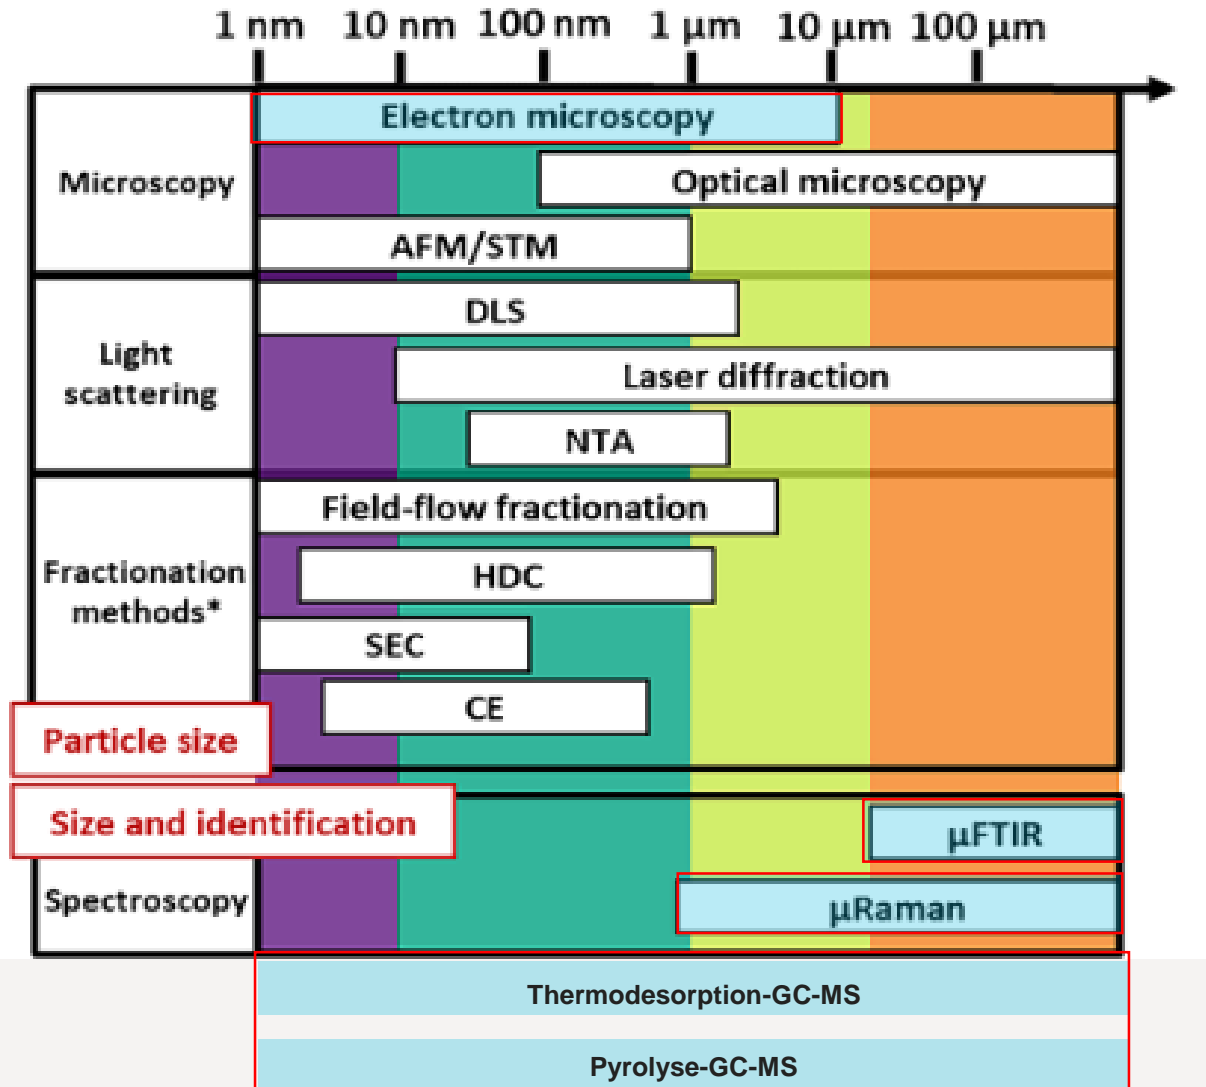 1 nm 10 nm 100 nm 1 μm 10 μm 100 μm
Electron microscopy
Microscopy
Optical microscopy
AFM/STM
DLS
Light
scattering
Laser diffraction
NTA
Field-flow fractionation
Fractionation
methods*
HDC
SEC
CE
Particle size
Size and identification
μFTIR
Spectroscopy
μRaman
Thermodesorption-GC-MS
Pyrolyse-GC-MS